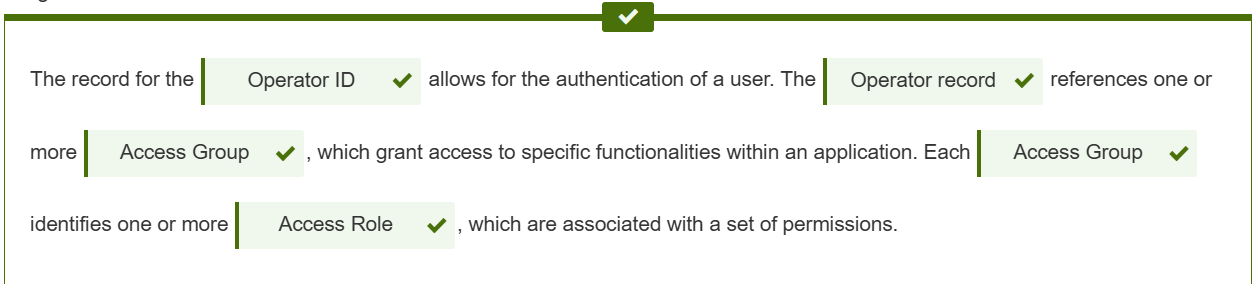 The record for the Operator ID allows for the authentication of a user. The Operator record references one or
more Access Group , which grant access to specific functionalities within an application. Each Access Group
identifies one or more Access Role , which are associated with a set of permissions.